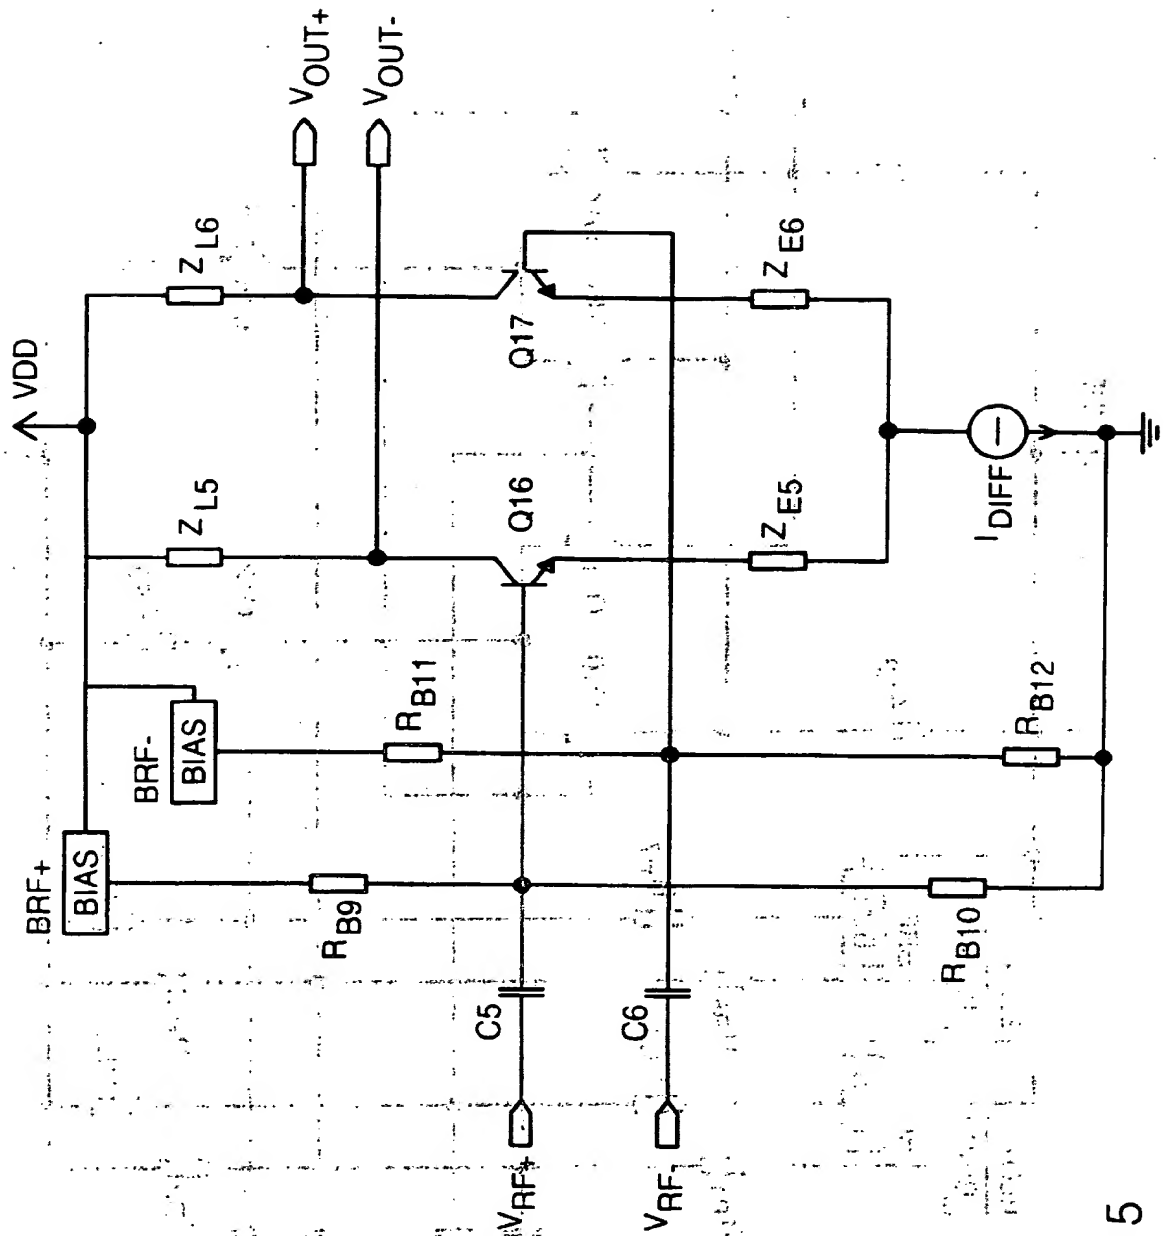 VDD
VOUT+
VOUT-
ZL5
ZL6
BRF+
BIAS
BRF-
BIAS
RB9
RB11
Q16
Q17
C5
C6
VRF+
VRF-
ZE5
ZE6
RB10
RB12
IDIFF
5